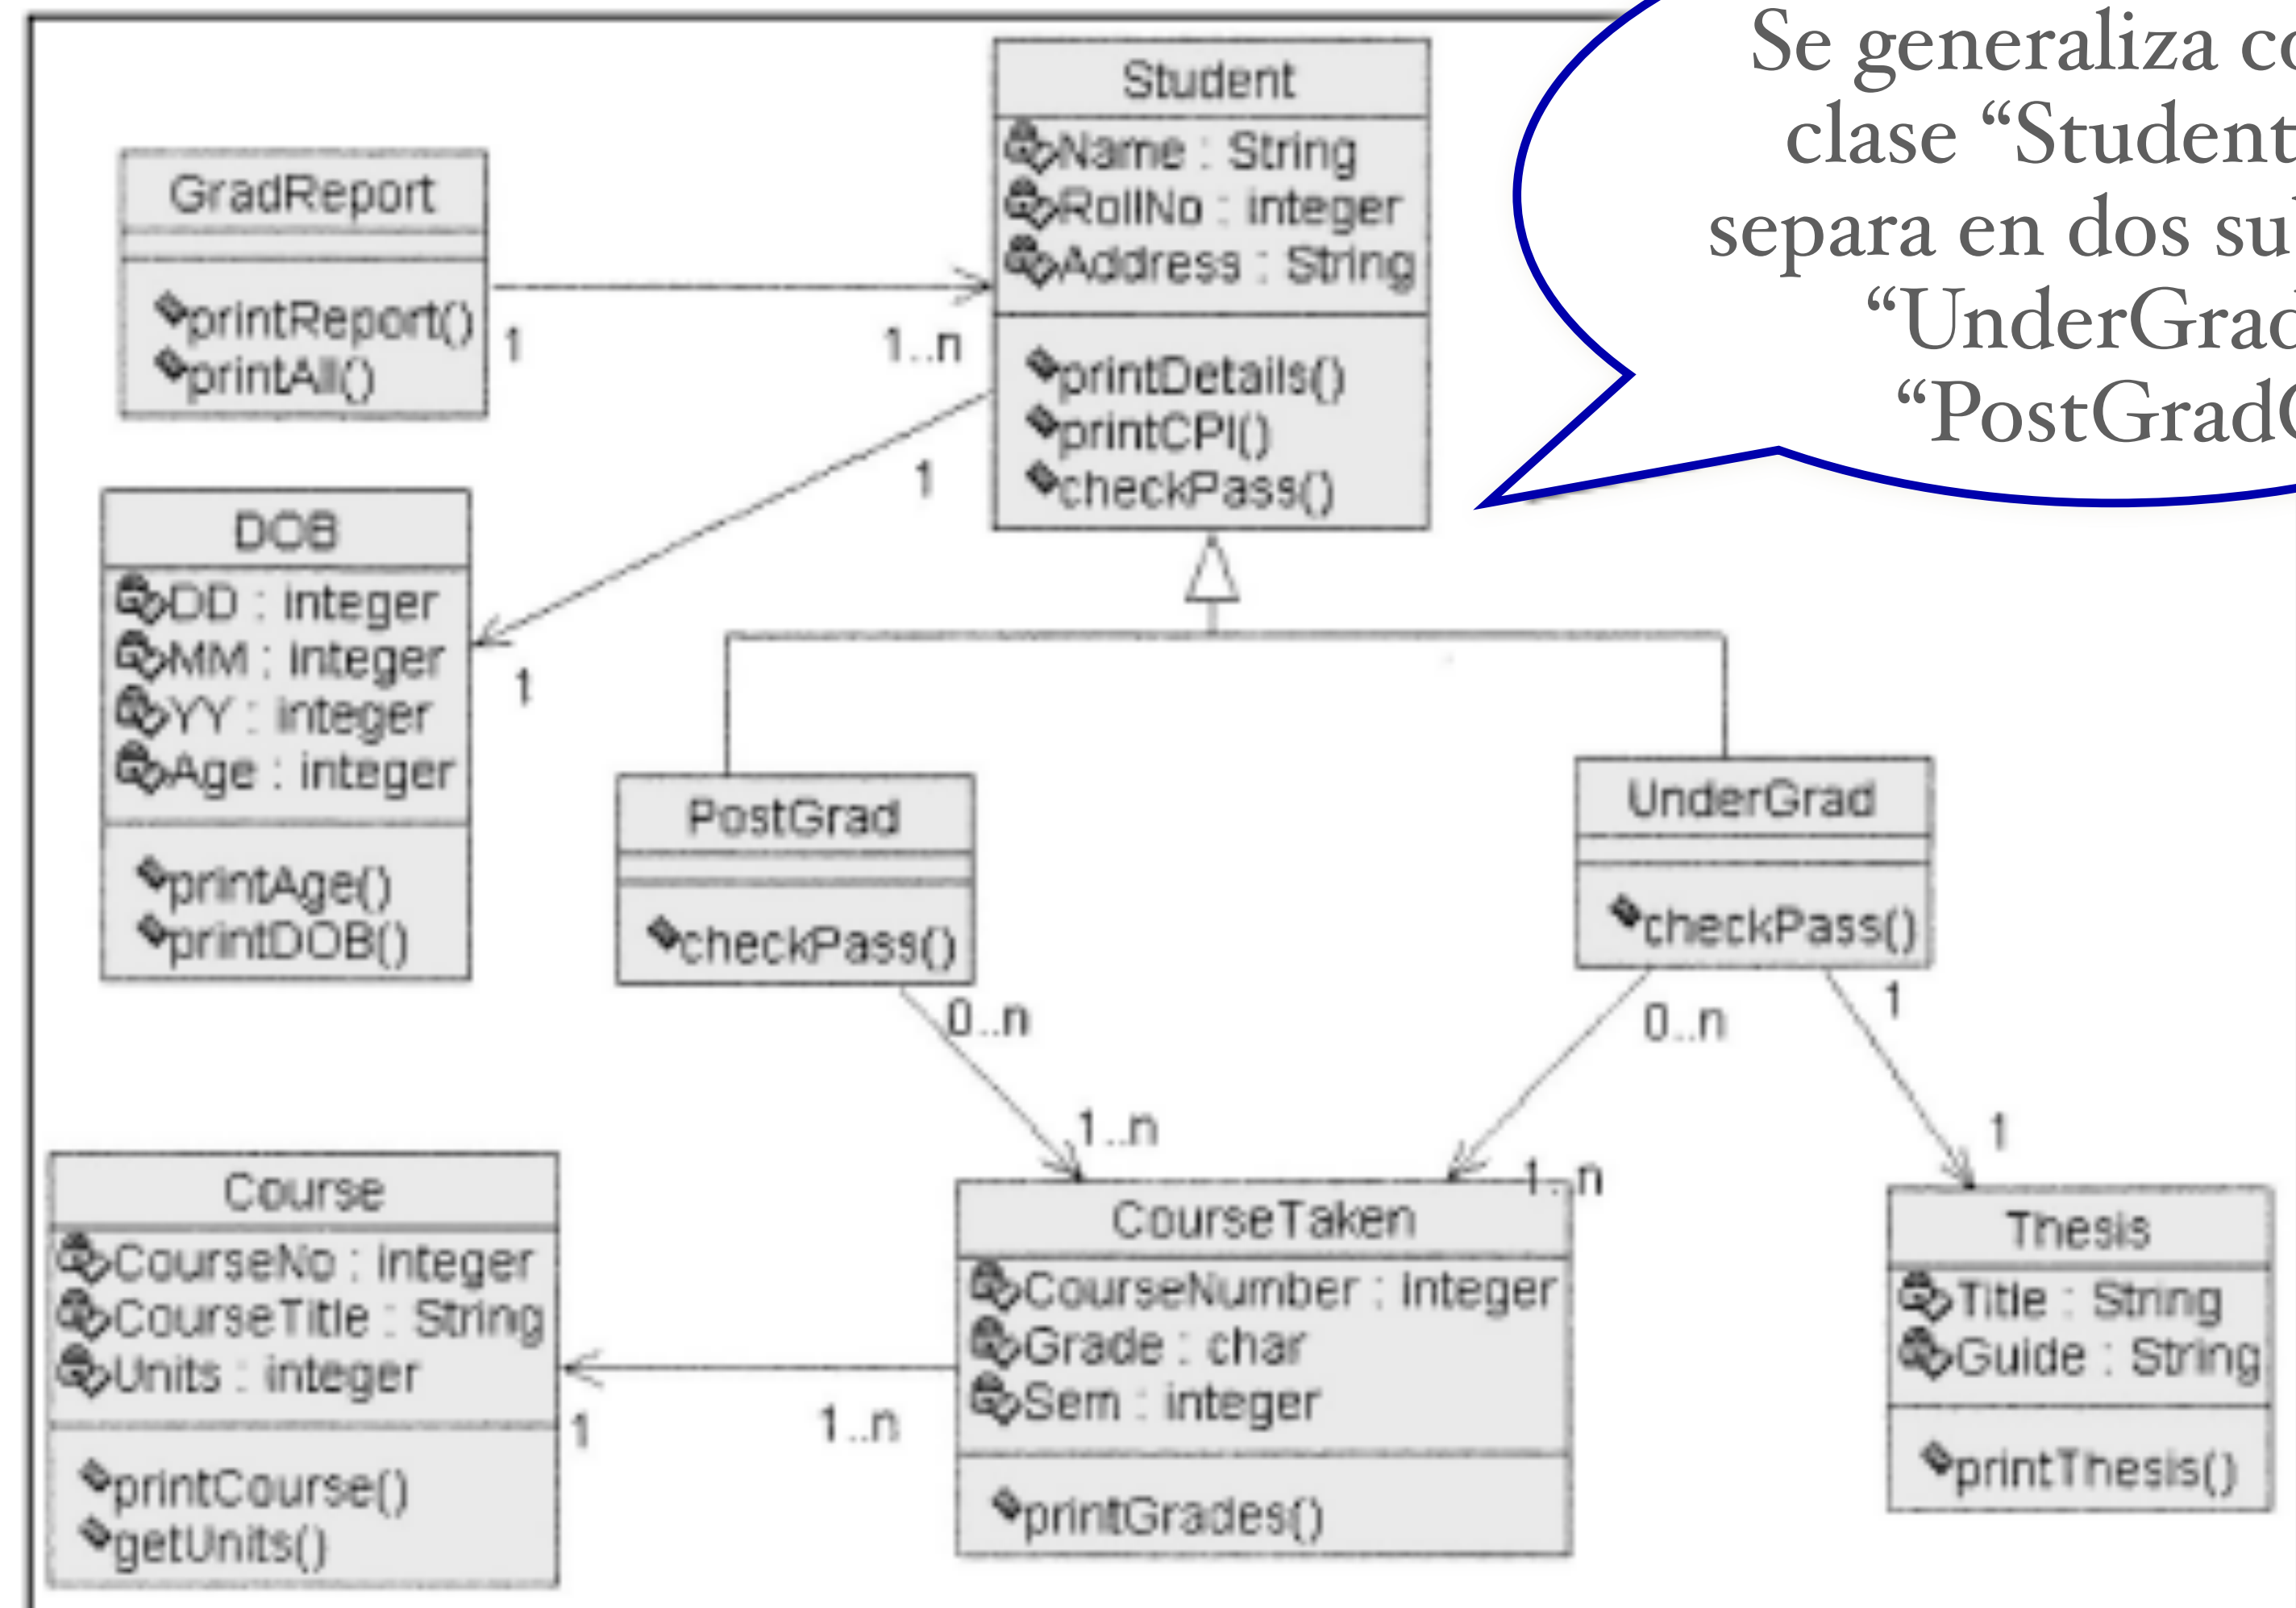 Se generaliza
clase “Student
separa en dos
“UnderGrad
“PostGrad
Student
Name : String
RollNo : integer
Address : String
printDetails()
printCPI()
checkPass()
GradReport
printReport()
printAll()
1
1..n
1
1
DOB
DD : integer
MM : integer
YY : integer
Age : integer
printAge()
printDOB()
PostGrad
checkPass()
UnderGrad
checkPass()
0..n
1..n
0..n
1..n
1
1
Course
CourseNo : integer
CourseTitle : String
Units : integer
printCourse()
getUnits()
1
1..n
CourseTaken
CourseNumber : integer
Grade : char
Sem : integer
printGrades()
Thesis
Title : String
Guide : String
printThesis()